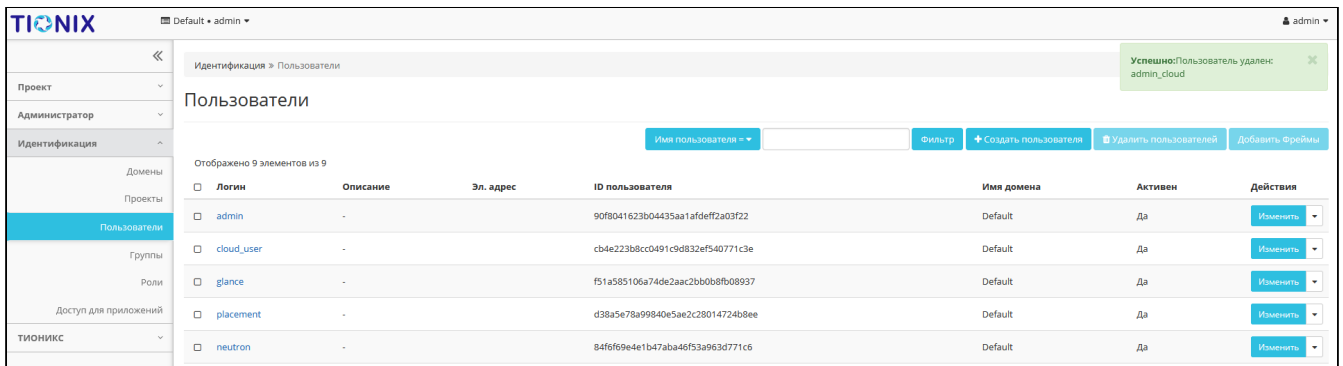 TIONIX
Default • admin
admin
Идентификация » Пользователи
Успешно:Пользователь удален:
admin_cloud
Проект
Администратор
Идентификация
Домены
Проекты
Пользователи
Группы
Роли
Доступ для приложений
ТИОНИКС
Пользователи
Имя пользователя =
Фильтр
Создать пользователя
Удалить пользователей
Добавить Фреймы
Отображено 9 элементов из 9
Логин Описание Эл. адрес ID пользователя Имя домена Активен Действия
admin - 90f8041623b04435aa1afdeff2a03f22 Default Да Изменить
cloud_user - cb4e223b8cc0491c9d832ef540771c3e Default Да Изменить
glance - f51a585106a74de2aac2bb0b8fb08937 Default Да Изменить
placement - d38a5e78a99840e5ae2c28014724b8ee Default Да Изменить
neutron - 84f6f69e4e1b47aba46f53a963d771c6 Default Да Изменить